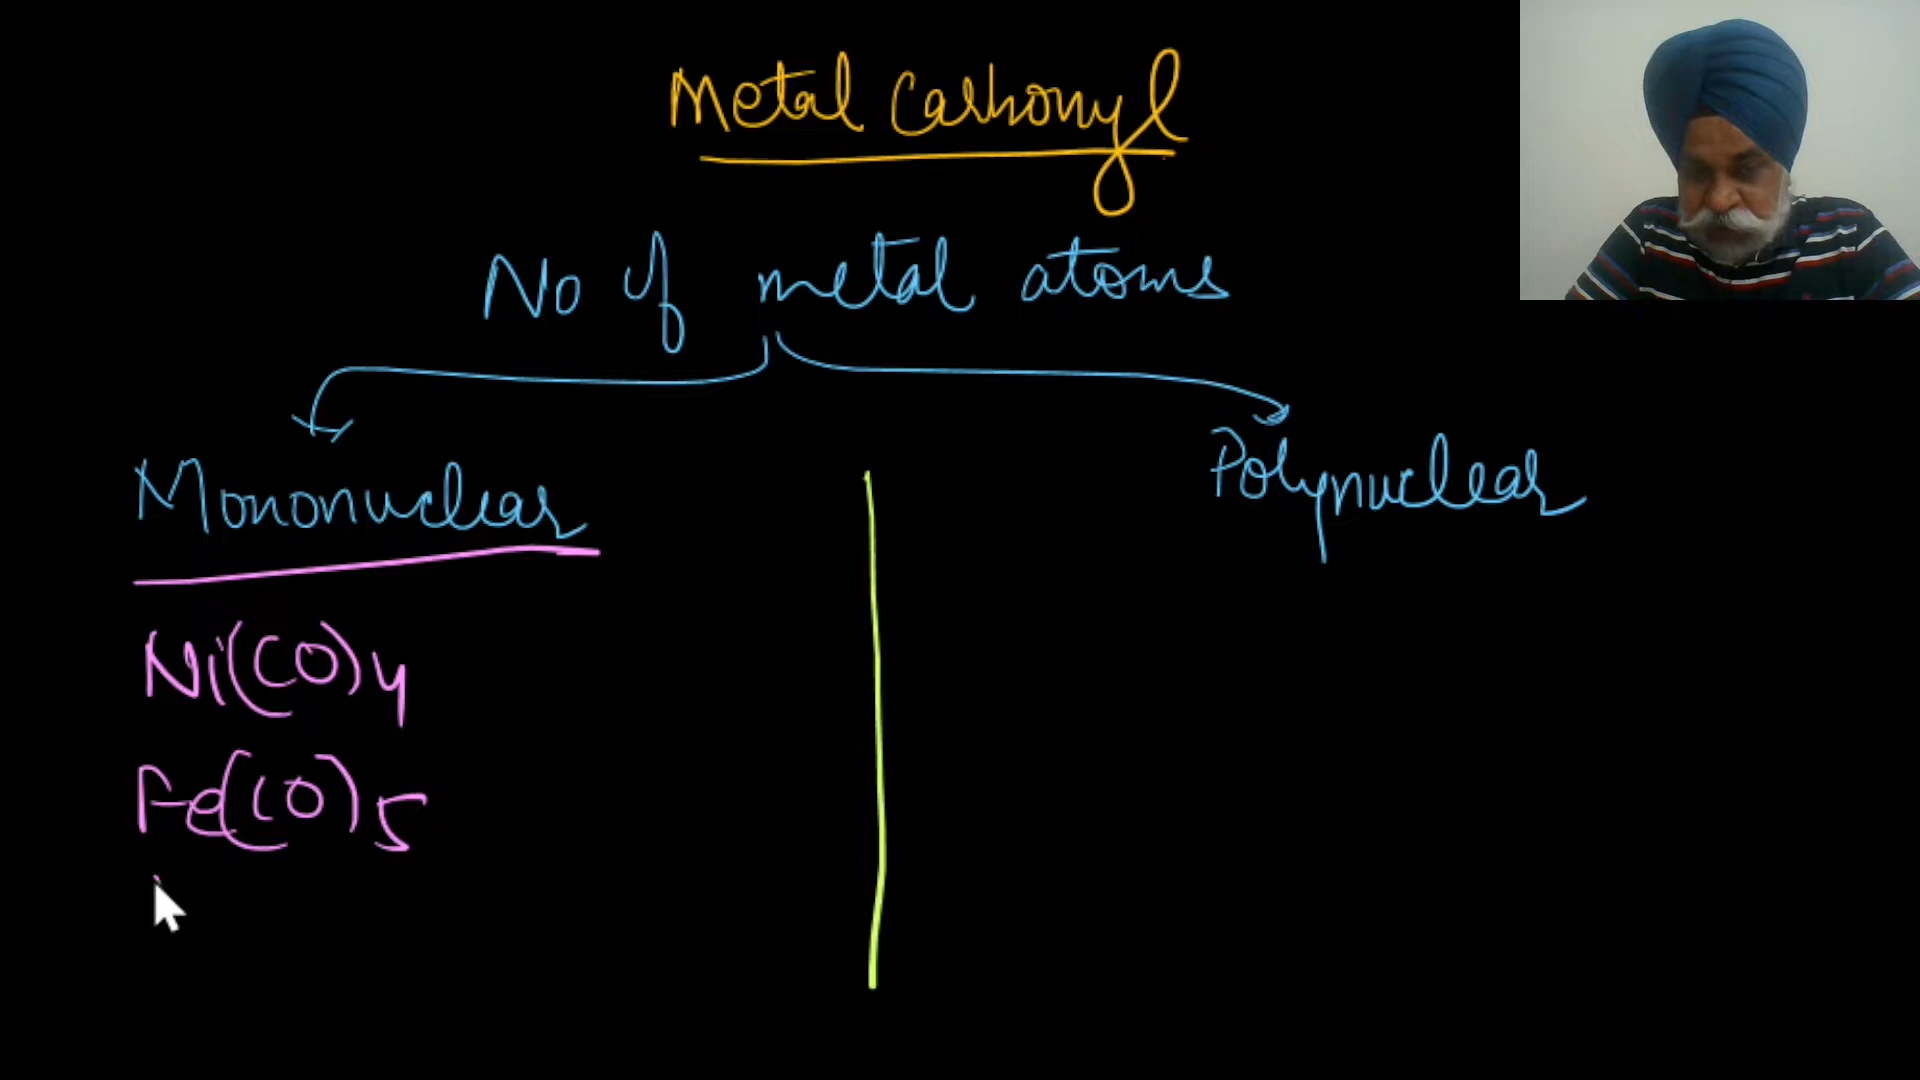 Metal Carbonyl
No of metal atoms
Mononuclear
Polynuclear
Ni(CO)4
Fe(CO)5